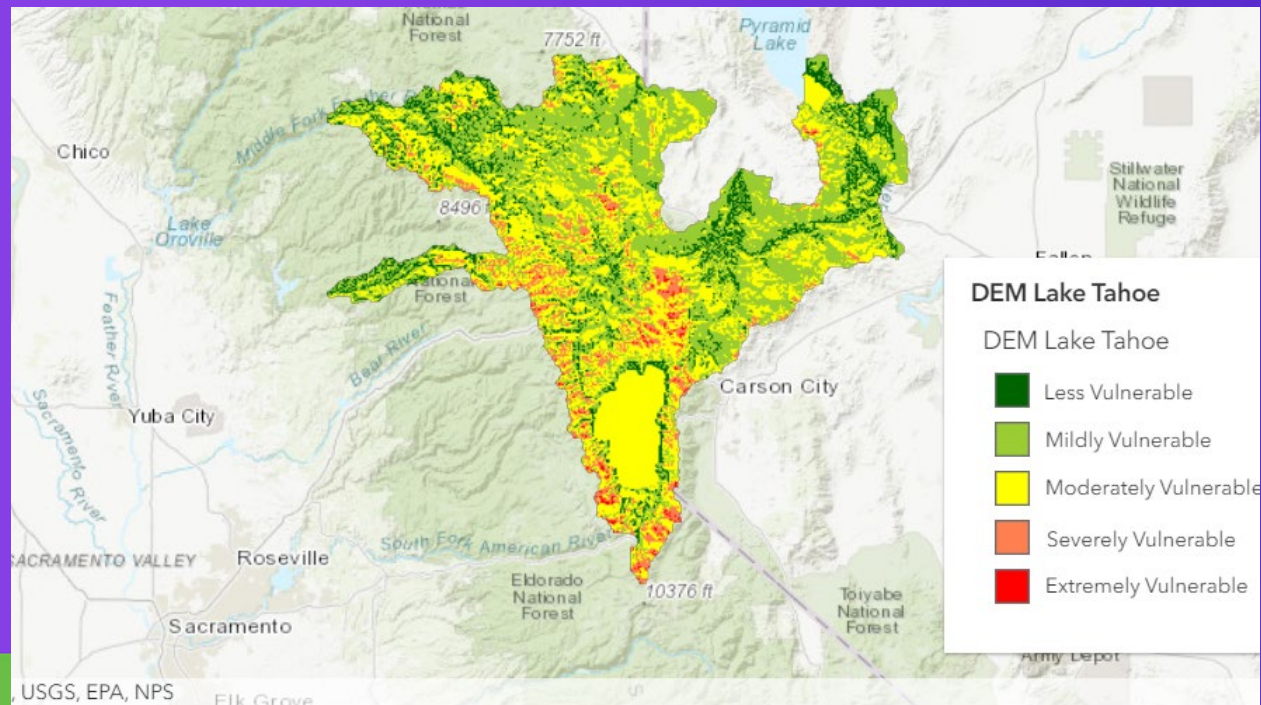 National
Forest
7752 ft
Pyramid
Lake
Middle Fork Feather
Chico
Stillwater
National
Wildlife
Refuge
8496
Lake
Oroville
Fallon
National
Forest
Feather River
Bear River
DEM Lake Tahoe
DEM Lake Tahoe
Less Vulnerable
Mildly Vulnerable
Moderately Vulnerable
Severely Vulnerable
Extremely Vulnerable
Carson City
Yuba City
Sacramento River
SACRAMENTO VALLEY
Roseville
South Fork American River
Eldorado
National
Forest
10376 ft
Toiyabe
National
Forest
Sacramento
Army Depot
, USGS, EPA, NPS
Elk Grove